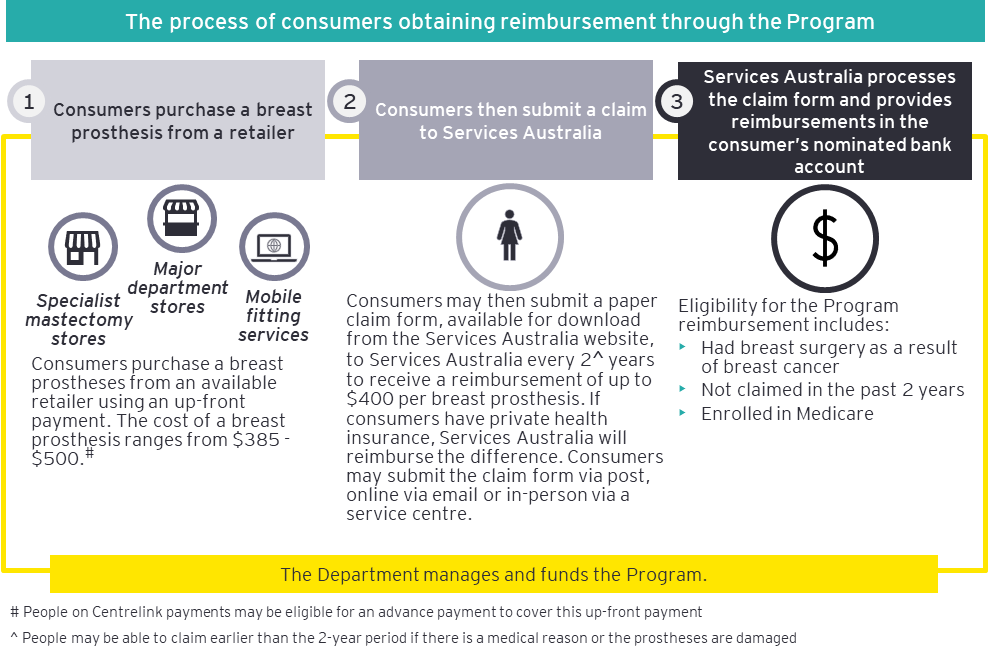 The process of consumers obtaining reimbursement through the Program
1
Consumers purchase a breast
prosthesis from a retailer
2
Consumers then submit a claim
to Services Australia
3
Services Australia processes
the claim form and provides
reimbursements in the
consumer's nominated bank
account
Specialist
mastectomy
stores
Major
department
stores
Mobile
fitting
services
Consumers purchase a breast
prostheses from an available
retailer using an up-front
payment. The cost of a breast
prosthesis ranges from $385 -
$500.#
Consumers may then submit a paper
claim form, available for download
from the Services Australia website,
to Services Australia every 2^ years
to receive a reimbursement of up to
$400 per breast prosthesis. If
consumers have private health
insurance, Services Australia will
reimburse the difference. Consumers
may submit the claim form via post,
online via email or in-person via a
service centre.
$
Eligibility for the Program
reimbursement includes:
‣ Had breast surgery as a result
of breast cancer
‣ Not claimed in the past 2 years
‣ Enrolled in Medicare
The Department manages and funds the Program.
# People on Centrelink payments may be eligible for an advance payment to cover this up-front payment
^ People may be able to claim earlier than the 2-year period if there is a medical reason or the prostheses are damaged